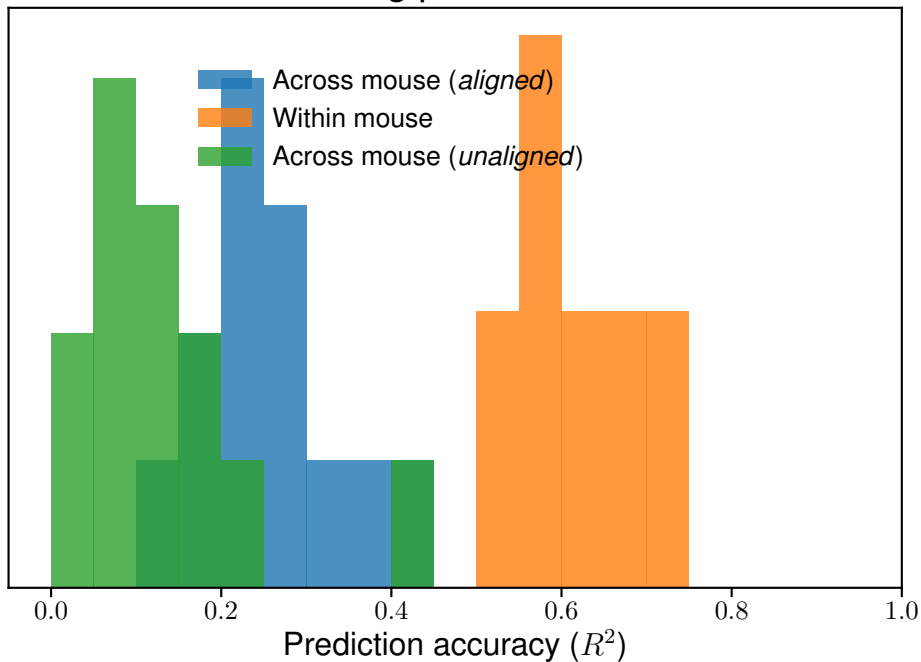 Across mouse (aligned)
Within mouse
Across mouse (unaligned)
0.0 0.2 0.4 0.6 0.8 1.0
Prediction accuracy (R²)